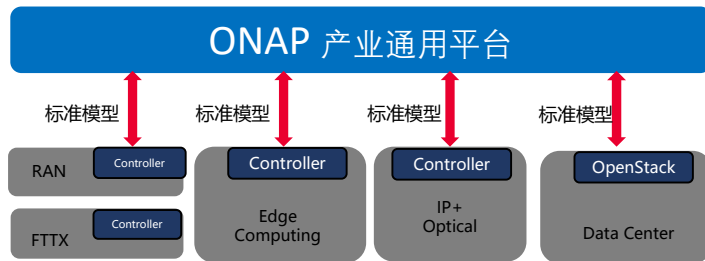 ONAP 产业通用平台
标准模型
标准模型
标准模型
标准模型
RAN
Controller
FTTX
Controller
Controller
Edge
Computing
Controller
IP+
Optical
OpenStack
Data Center